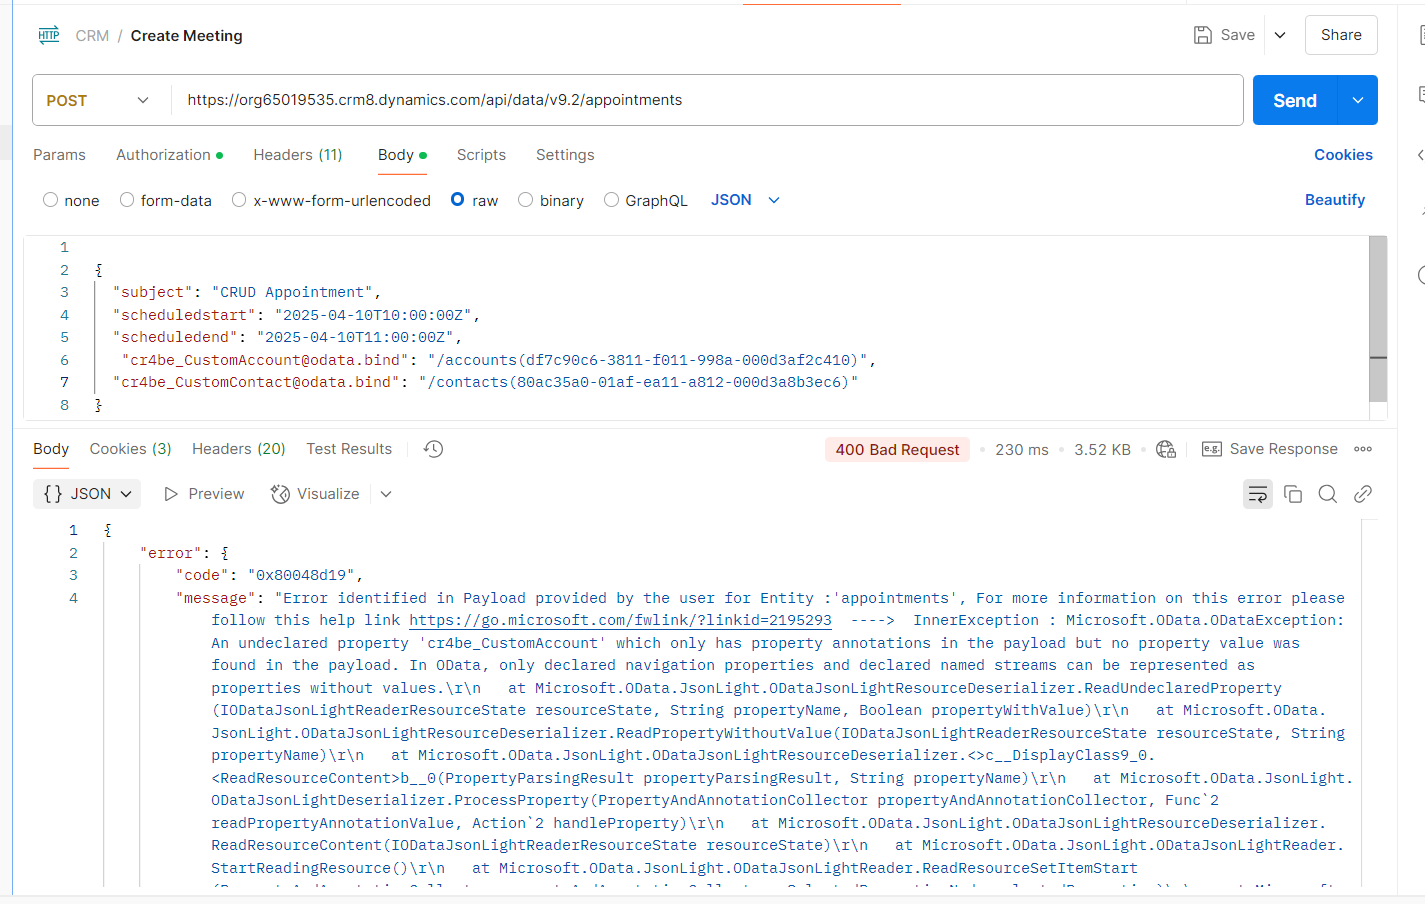 HTTP CRM / Create Meeting Save Share
POST https://org65019535.crm8.dynamics.com/api/data/v9.2/appointments Send
Params Authorization Headers (11) Body Scripts Settings Cookies
none form-data x-www-form-urlencoded raw binary GraphQL JSON Beautify
1
2 {
3 "subject": "CRUD Appointment",
4 "scheduledstart": "2025-04-10T10:00:00Z",
5 "scheduledend": "2025-04-10T11:00:00Z",
6 "cr4be_CustomAccount@odata.bind": "/accounts(df7c90c6-3811-f011-998a-000d3af2c410)",
7 "cr4be_CustomContact@odata.bind": "/contacts(80ac35a0-01af-ea11-a812-000d3a8b3ec6)"
8 }
Body Cookies (3) Headers (20) Test Results 400 Bad Request 230 ms 3.52 KB e.g. Save Response
{} JSON Preview Visualize
1 {
2 "error": {
3 "code": "0x80048d19",
4 "message": "Error identified in Payload provided by the user for Entity :'appointments', For more information on this error please
follow this help link https://go.microsoft.com/fwlink/?linkid=2195293 ----> InnerException : Microsoft.OData.ODataException:
An undeclared property 'cr4be_CustomAccount' which only has property annotations in the payload but no property value was
found in the payload. In OData, only declared navigation properties and declared named streams can be represented as
properties without values.\r\n at Microsoft.OData.JsonLight.ODataJsonLightResourceDeserializer.ReadUndeclaredProperty
(IODataJsonLightReaderResourceState resourceState, String propertyName, Boolean propertyWithValue)\r\n at Microsoft.OData.
JsonLight.ODataJsonLightResourceDeserializer.ReadPropertyWithoutValue(IODataJsonLightReaderResourceState resourceState, String
propertyName)\r\n at Microsoft.OData.JsonLight.ODataJsonLightResourceDeserializer.<>c__DisplayClass9_0.
<ReadResourceContent>b__0(PropertyParsingResult propertyParsingResult, String propertyName)\r\n at Microsoft.OData.JsonLight.
ODataJsonLightDeserializer.ProcessProperty(PropertyAndAnnotationCollector propertyAndAnnotationCollector, Func`2
readPropertyAnnotationValue, Action`2 handleProperty)\r\n at Microsoft.OData.JsonLight.ODataJsonLightResourceDeserializer.
ReadResourceContent(IODataJsonLightReaderResourceState resourceState)\r\n at Microsoft.OData.JsonLight.ODataJsonLightReader.
StartReadingResource()\r\n at Microsoft.OData.JsonLight.ODataJsonLightReader.ReadResourceSetItemStart